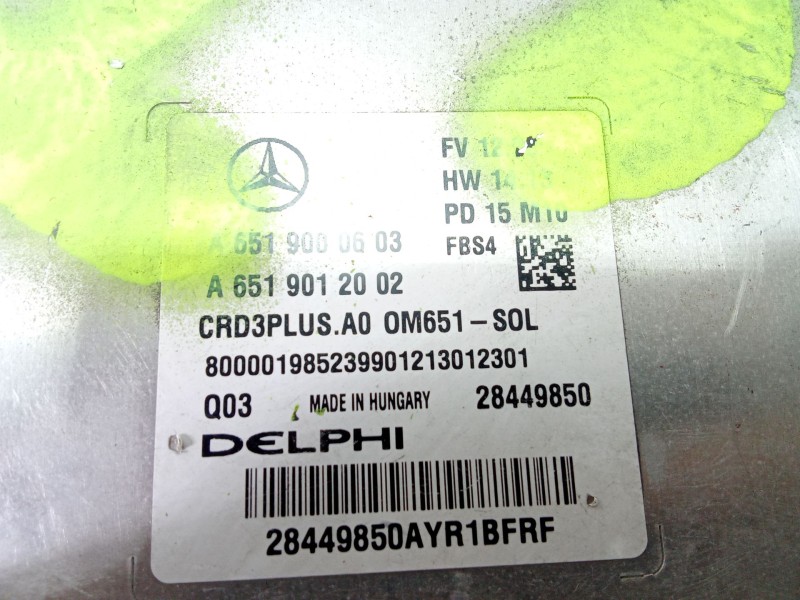 FV
HW
PD 15 M10
A 651 900 06 03
FBS4
A 651 901 20 02
CRD3PLUS.A0 OM651-SOL
800001985239901213012301
Q03 MADE IN HUNGARY 28449850
DELPHI
28449850AYR1BFRF